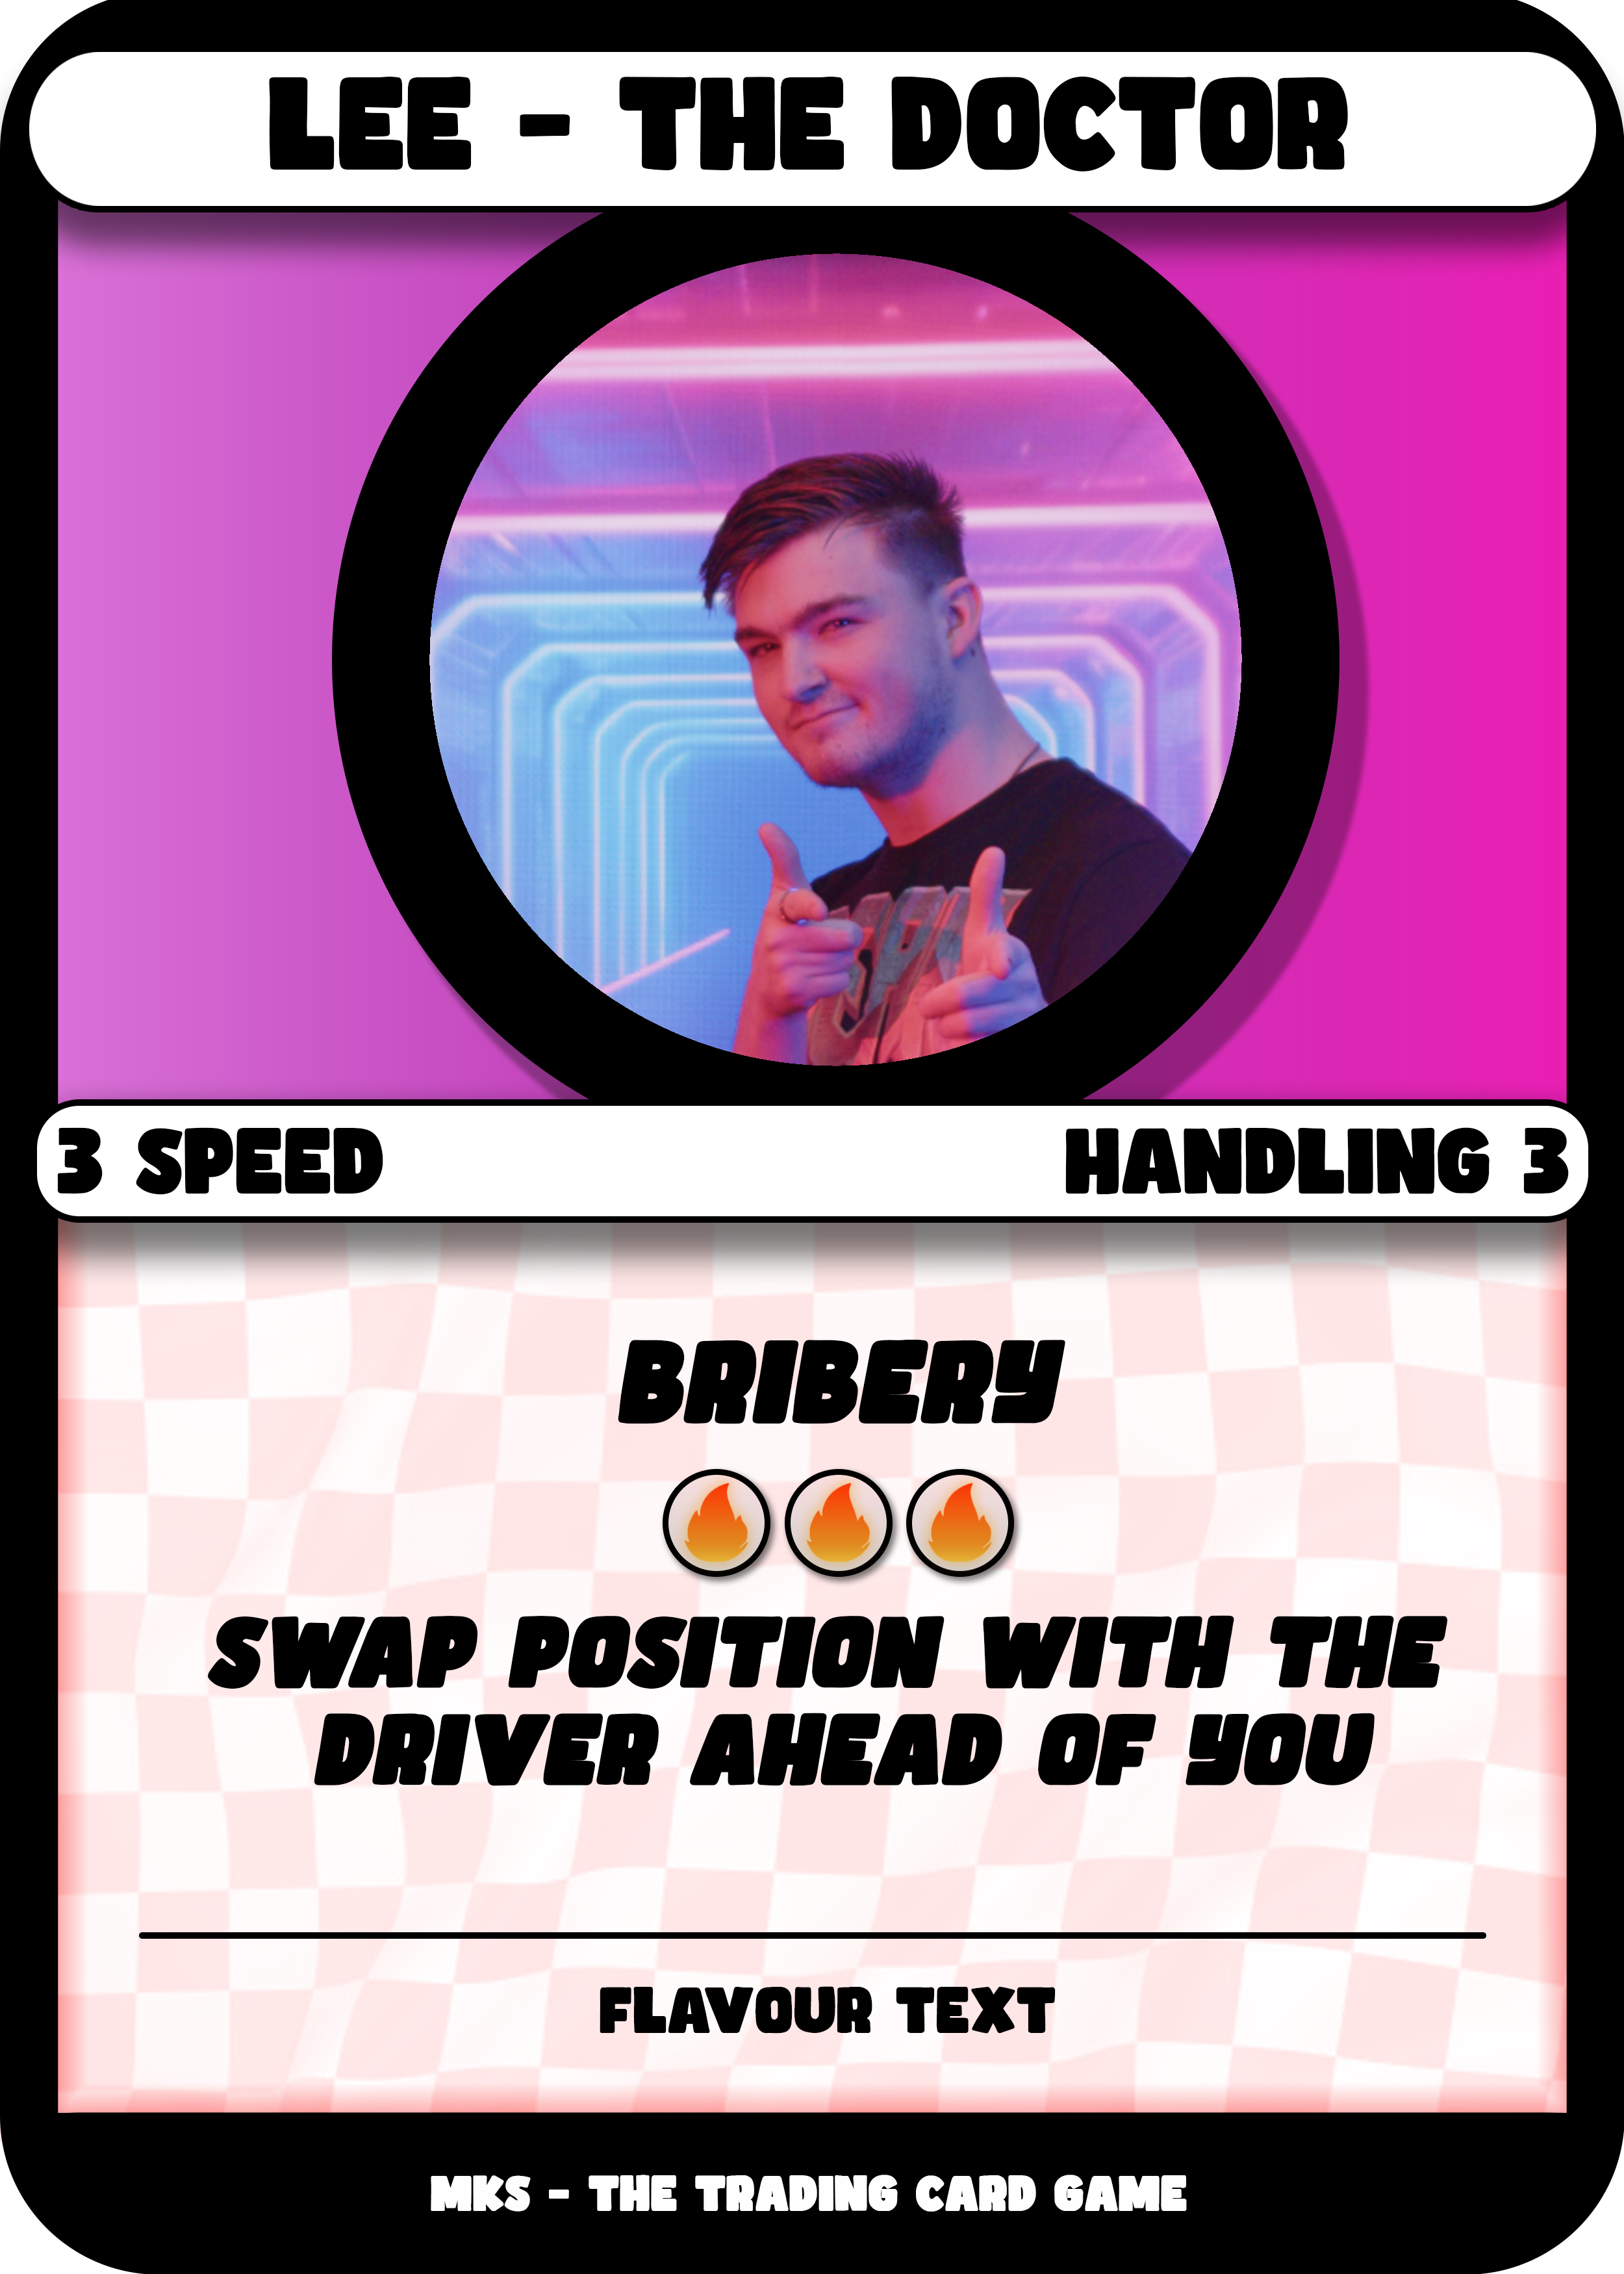 LEE - THE DOCTOR
3 SPEED
HANDLING 3
BRIBERY
SWAP POSITION WITH THE
DRIVER AHEAD OF YOU
FLAVOUR TEXT
MKS - THE TRADING CARD GAME